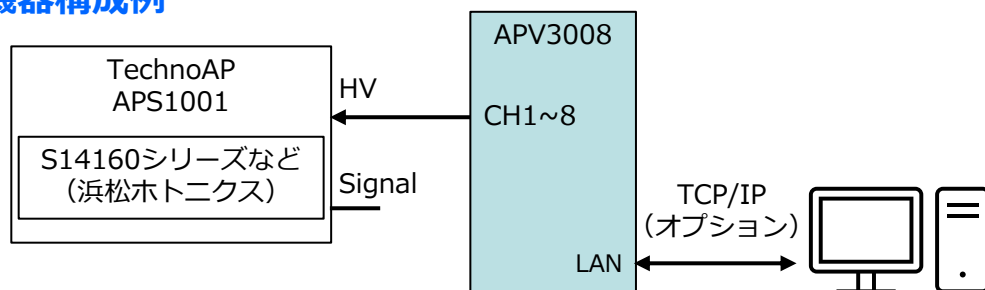 機器構成例
TechnoAP
APS1001
S14160シリーズなど
（浜松ホトニクス）
HV
Signal
APV3008
CH1~8
LAN
TCP/IP
（オプション）